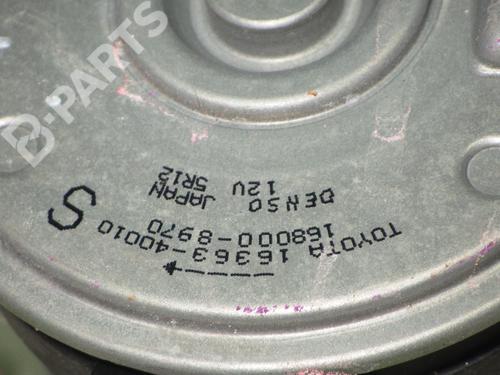 TOYOTA 16363-40010
168000-8970
DENSO JAPAN
12V 5R12
S
B-PARTS